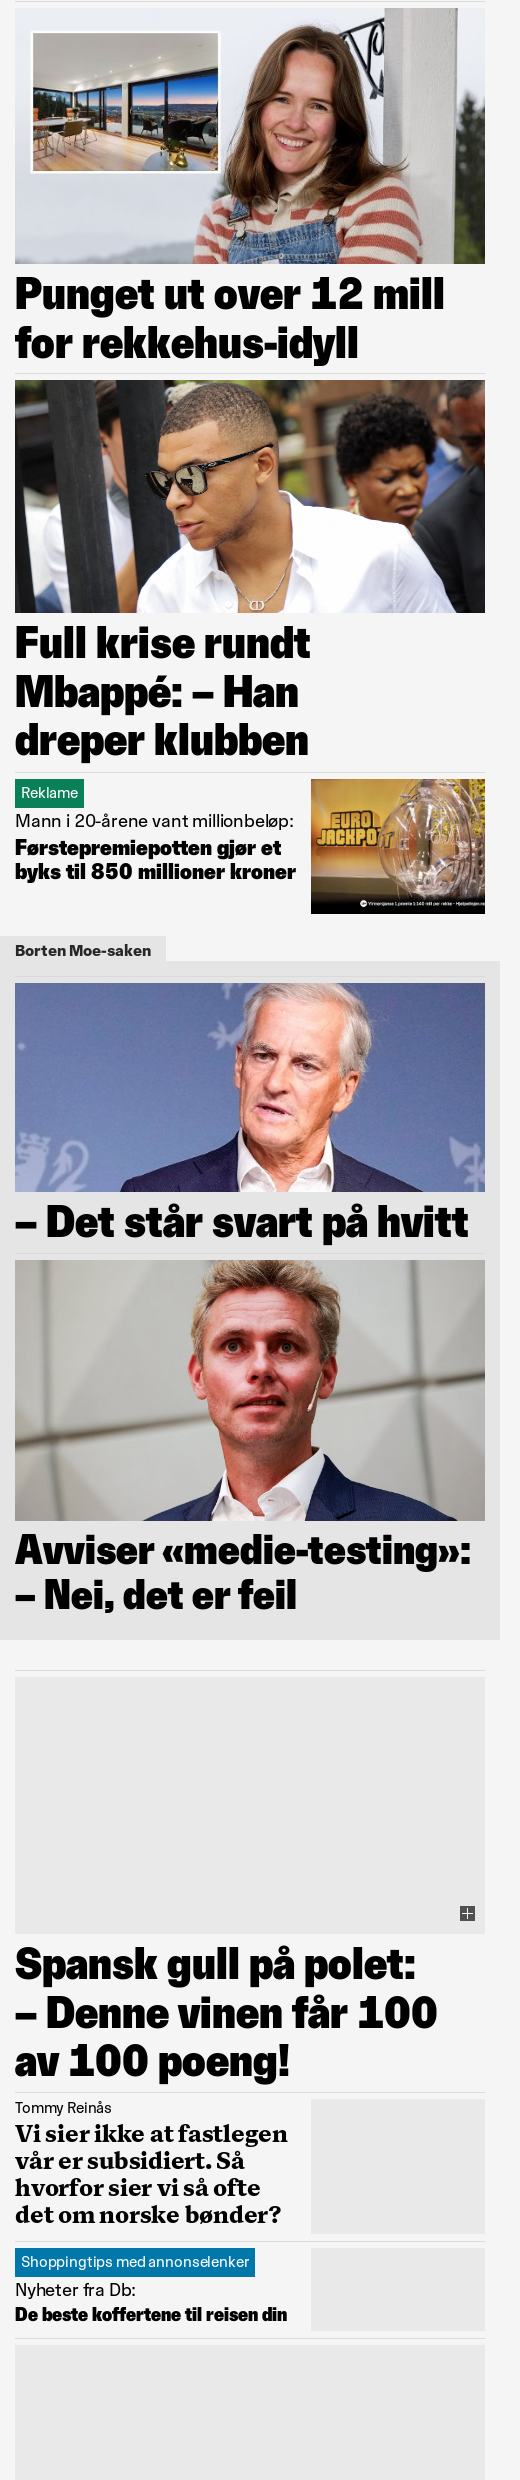 Punget ut over 12 mill
for rekkehus-idyll
Full krise rundt
Mbappé: – Han
dreper klubben
Reklame
Mann i 20-årene vant millionbeløp:
Førstepremiepotten gjør et
byks til 850 millioner kroner
EURO
JACKPOT
Borten Moe-saken
– Det står svart på hvitt
Avviser «medie-testing»:
– Nei, det er feil
Spansk gull på polet:
– Denne vinen får 100
av 100 poeng!
Tommy Reinås
Vi sier ikke at fastlegen
vår er subsidiert. Så
hvorfor sier vi så ofte
det om norske bønder?
Shoppingtips med annonselenker
Nyheter fra Db:
De beste koffertene til reisen din